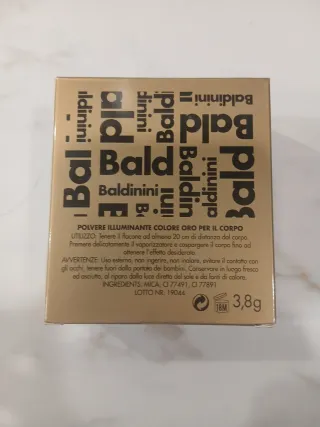 Baldinini
Bald
Baldinini
Bald
Baldinini
POLVERE ILLUMINANTE COLORE ORO PER IL CORPO
UTILIZZO: Tenere il flacone ad almeno 20 cm di distanza dal corpo.
Premere delicatamente il vaporizzatore e cospargere il corpo fino ad
ottenere l'effetto desiderato.
AVVERTENZE: Uso esterno, non ingerire, non inalare, evitare il contatto con
gli occhi, tenere fuori dalla portata dei bambini. Conservare in luogo fresco
ed asciutto, al riparo dalla luce diretta del sole e da fonti di calore.
INGREDIENTS: MICA, CI 77491, CI 77891
LOTTO NR. 19066
18M
3,8g